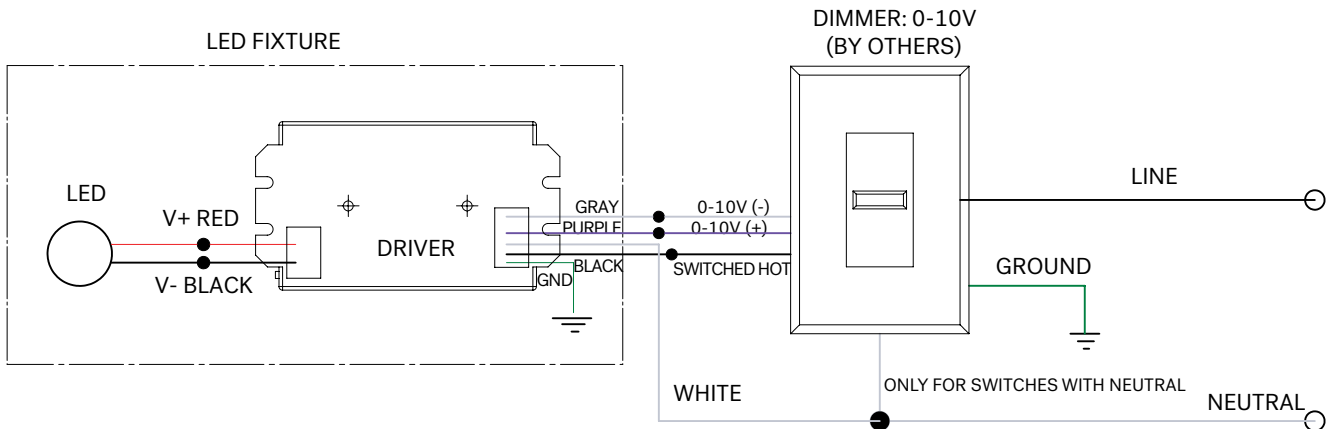 DIMMER: 0-10V
(BY OTHERS)
LED FIXTURE
LED
V+ RED
V- BLACK
DRIVER
GRAY
0-10V (-)
PURPLE
0-10V (+)
BLACK
SWITCHED HOT
GND
LINE
GROUND
WHITE
ONLY FOR SWITCHES WITH NEUTRAL
NEUTRAL